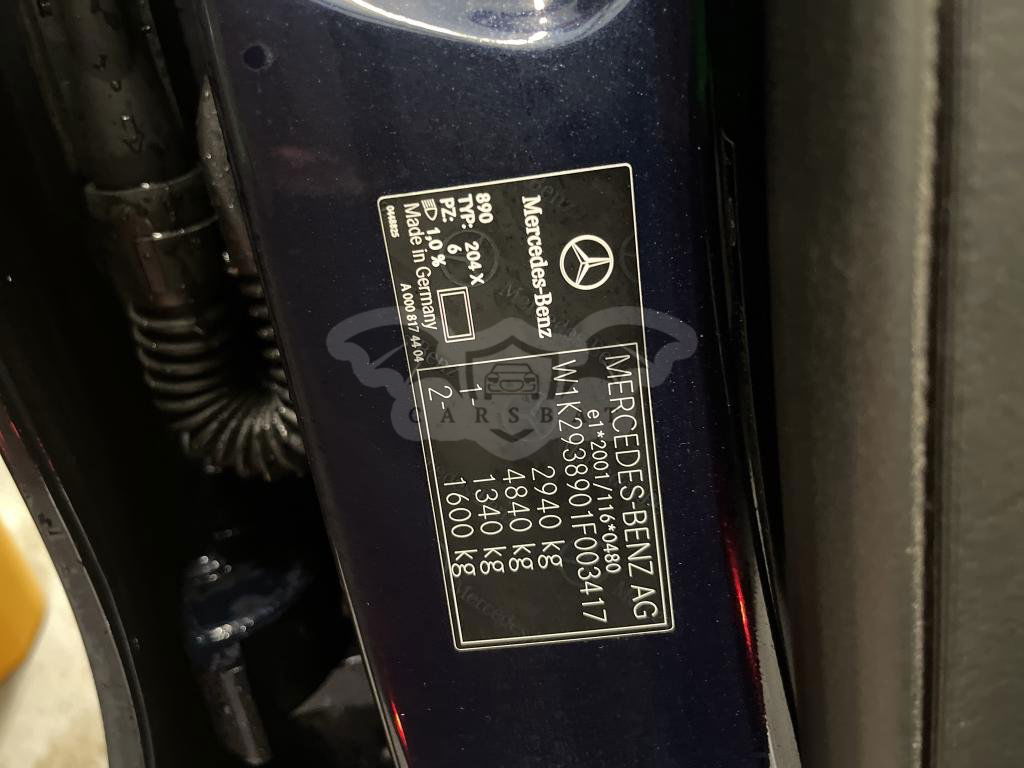 Mercedes-Benz
MERCEDES-BENZ AG
e1*2001/116*0480
W1K2938901F003417
2940 kg
4840 kg
1- 1340 kg
2- 1600 kg
890
TYP: 204 X
PZ: 6
1,0 %
Made in Germany
A 000 817 44 04